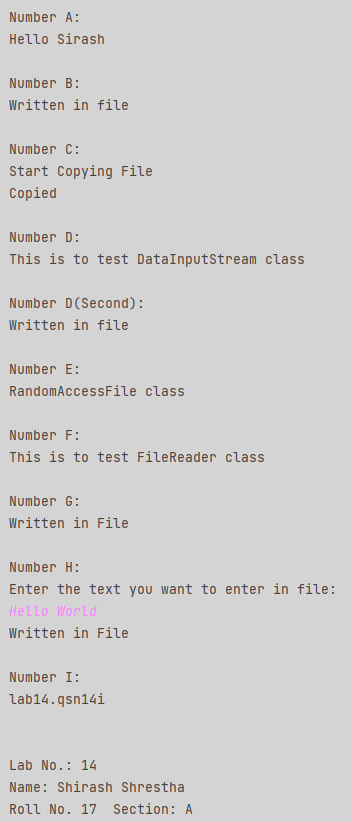 Number A:
Hello Sirash
Number B:
Written in file
Number C:
Start Copying File
Copied
Number D:
This is to test DataInputStream class
Number D(Second):
Written in file
Number E:
RandomAccessFile class
Number F:
This is to test FileReader class
Number G:
Written in File
Number H:
Enter the text you want to enter in file:
Hello World
Written in File
Number I:
lab14.qsn14i
Lab No.: 14
Name: Shirash Shrestha
Roll No. 17  Section: A